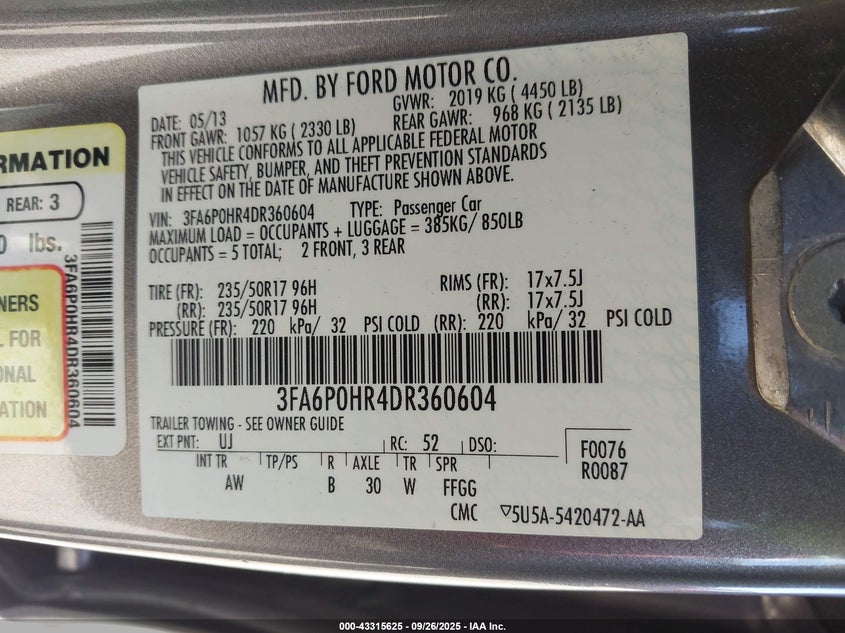 MFD. BY FORD MOTOR CO.
DATE: 05/13 GVWR: 2019 KG ( 4450 LB)
FRONT GAWR: 1057 KG ( 2330 LB) REAR GAWR: 968 KG ( 2135 LB)
THIS VEHICLE CONFORMS TO ALL APPLICABLE FEDERAL MOTOR
VEHICLE SAFETY, BUMPER, AND THEFT PREVENTION STANDARDS
IN EFFECT ON THE DATE OF MANUFACTURE SHOWN ABOVE.
VIN: 3FA6P0HR4DR360604 TYPE: Passenger Car
MAXIMUM LOAD = OCCUPANTS + LUGGAGE = 385KG/ 850LB
OCCUPANTS = 5 TOTAL; 2 FRONT, 3 REAR
TIRE (FR): 235/50R17 96H RIMS (FR): 17x7.5J
(RR): 235/50R17 96H (RR): 17x7.5J
PRESSURE (FR): 220 kPa/ 32 PSI COLD (RR): 220 kPa/ 32 PSI COLD
3FA6P0HR4DR360604
TRAILER TOWING - SEE OWNER GUIDE
EXT PNT: UJ RC: 52 DSO: F0076
R0087
INT TR TP/PS R AXLE TR SPR
AW B 30 W FFGG
CMC ▽5U5A-5420472-AA
RMATION
REAR: 3
0 lbs.
NERS
L FOR
ONAL
ATION
3FA6P0HR4DR360604
000-43315625 - 09/26/2025 - IAA Inc.